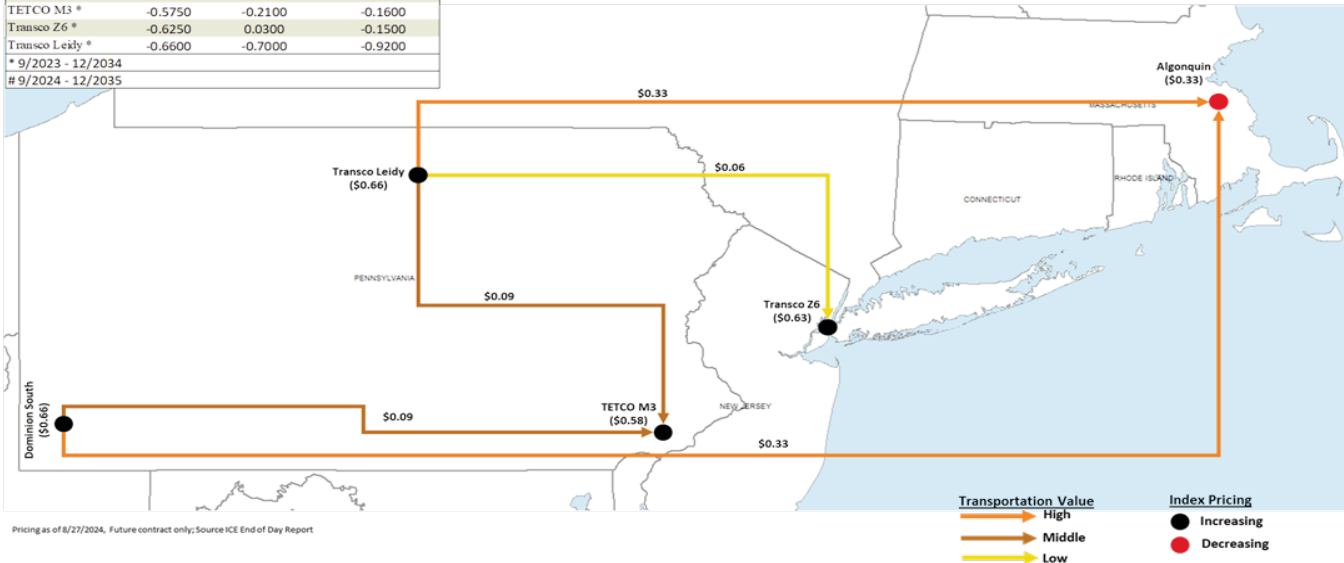 TETCO M3 * -0.5750 -0.2100 -0.1600
Transco Z6 * -0.6250 0.0300 -0.1500
Transco Leidy * -0.6600 -0.7000 -0.9200
* 9/2023 - 12/2034
# 9/2024 - 12/2035
Algonquin
($0.33)
$0.33
MASSACHUSETTS
Transco Leidy
($0.66)
$0.06
RHODE ISLAND
CONNECTICUT
PENNSYLVANIA
$0.09
Transco Z6
($0.63)
Dominion South
($0.66)
$0.09
TETCO M3
($0.58)
NEW JERSEY
$0.33
Transportation Value
High
Middle
Low
Index Pricing
Increasing
Decreasing
Pricing as of 8/27/2024, Future contract only; Source ICE End of Day Report